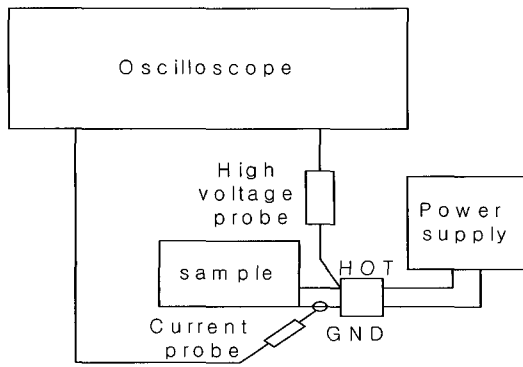 Oscilloscope
High
voltage
probe
Power
supply
sample
HOT
GND
Current
probe